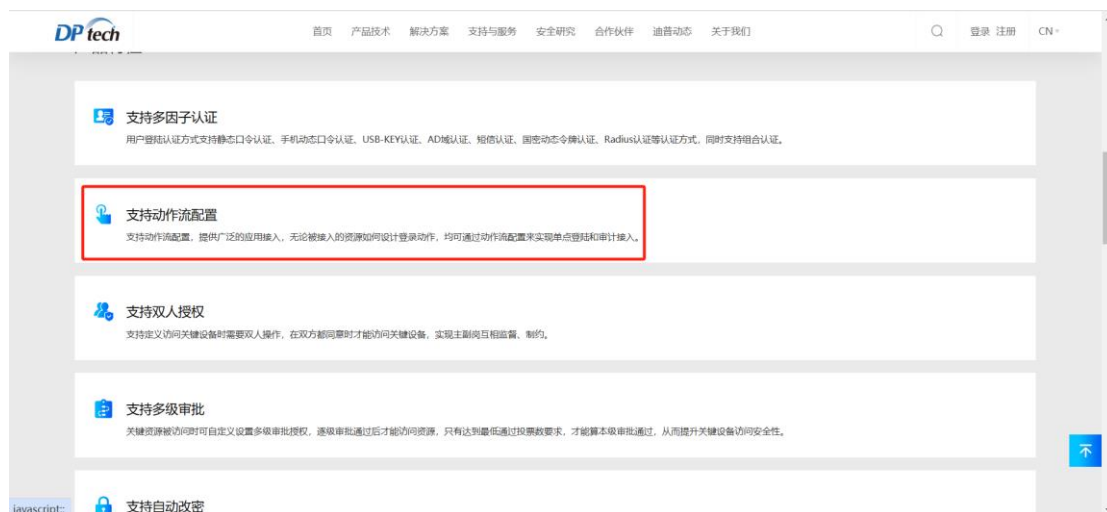 DPtech
首页 产品技术 解决方案 支持与服务 安全研究 合作伙伴 迪普动态 关于我们 登录 注册 CN
支持多因子认证
用户登陆认证方式支持静态口令认证、手机动态口令认证、USB-KEY认证、AD域认证、短信认证、国密动态令牌认证、Radius认证等认证方式，同时支持组合认证。
支持动作流配置
支持动作流配置，提供广泛的应用接入，无论被接入的资源如何设计登录动作，均可通过动作流配置来实现单点登陆和审计接入。
支持双人授权
支持定义访问关键设备时需要双人操作，在双方都同意时才能访问关键设备，实现主副岗互相监督、制约。
支持多级审批
关键资源被访问时可自定义设置多级审批授权，逐级审批通过后才能访问资源，只有达到最低通过投票数要求，才能算本级审批通过，从而提升关键设备访问安全性。
支持自动改密
javascript:;